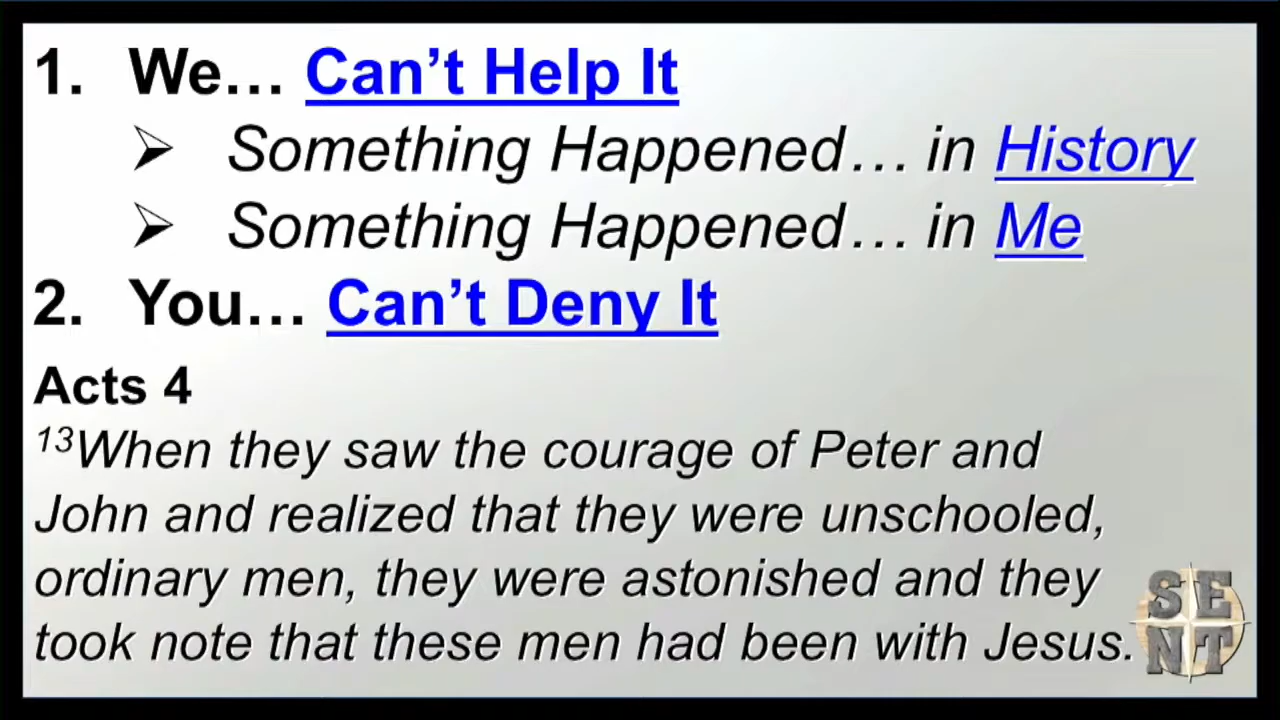 1. We… Can’t Help It
➢ Something Happened… in History
➢ Something Happened… in Me
2. You… Can’t Deny It
Acts 4
¹³When they saw the courage of Peter and
John and realized that they were unschooled,
ordinary men, they were astonished and they
took note that these men had been with Jesus.
SE
NT